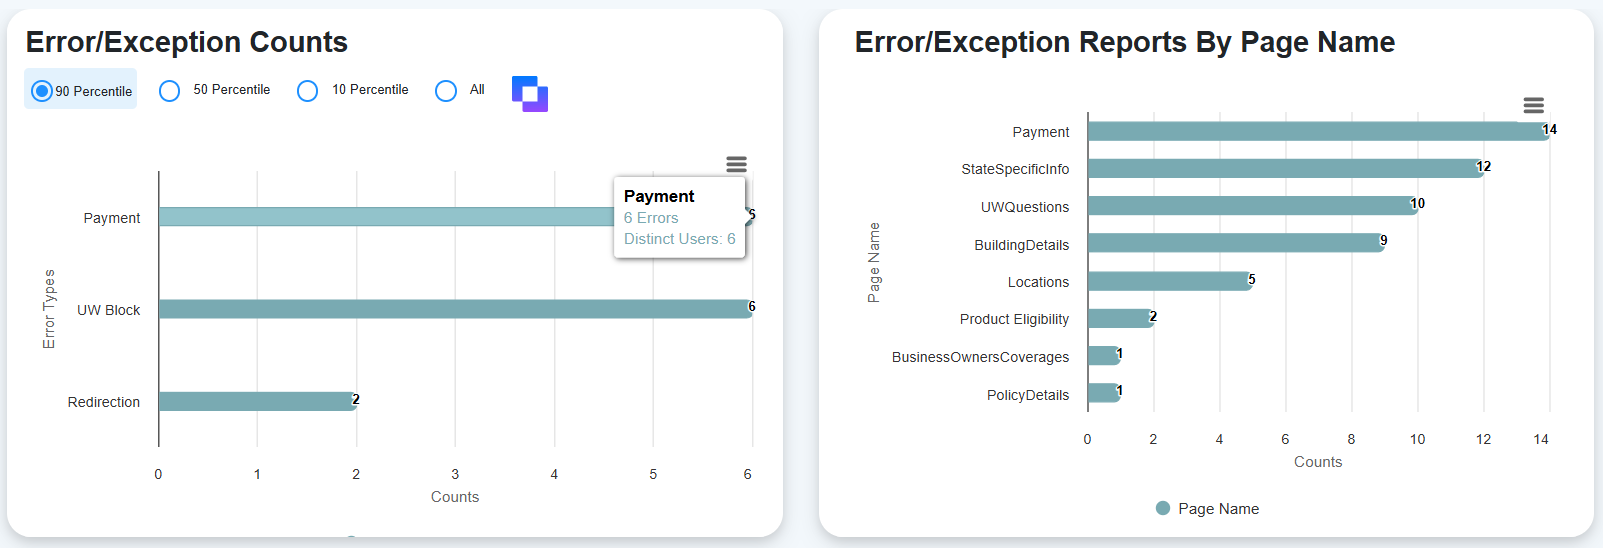 Error/Exception Counts
90 Percentile
50 Percentile
10 Percentile
All
Payment
6 Errors
Distinct Users: 6
Error Types
Payment
6
UW Block
6
Redirection
2
0 1 2 3 4 5 6
Counts
Error/Exception Reports By Page Name
Page Name
Payment
14
StateSpecificInfo
12
UWQuestions
10
BuildingDetails
9
Locations
5
Product Eligibility
2
BusinessOwnersCoverages
1
PolicyDetails
1
0 2 4 6 8 10 12 14
Counts
Page Name